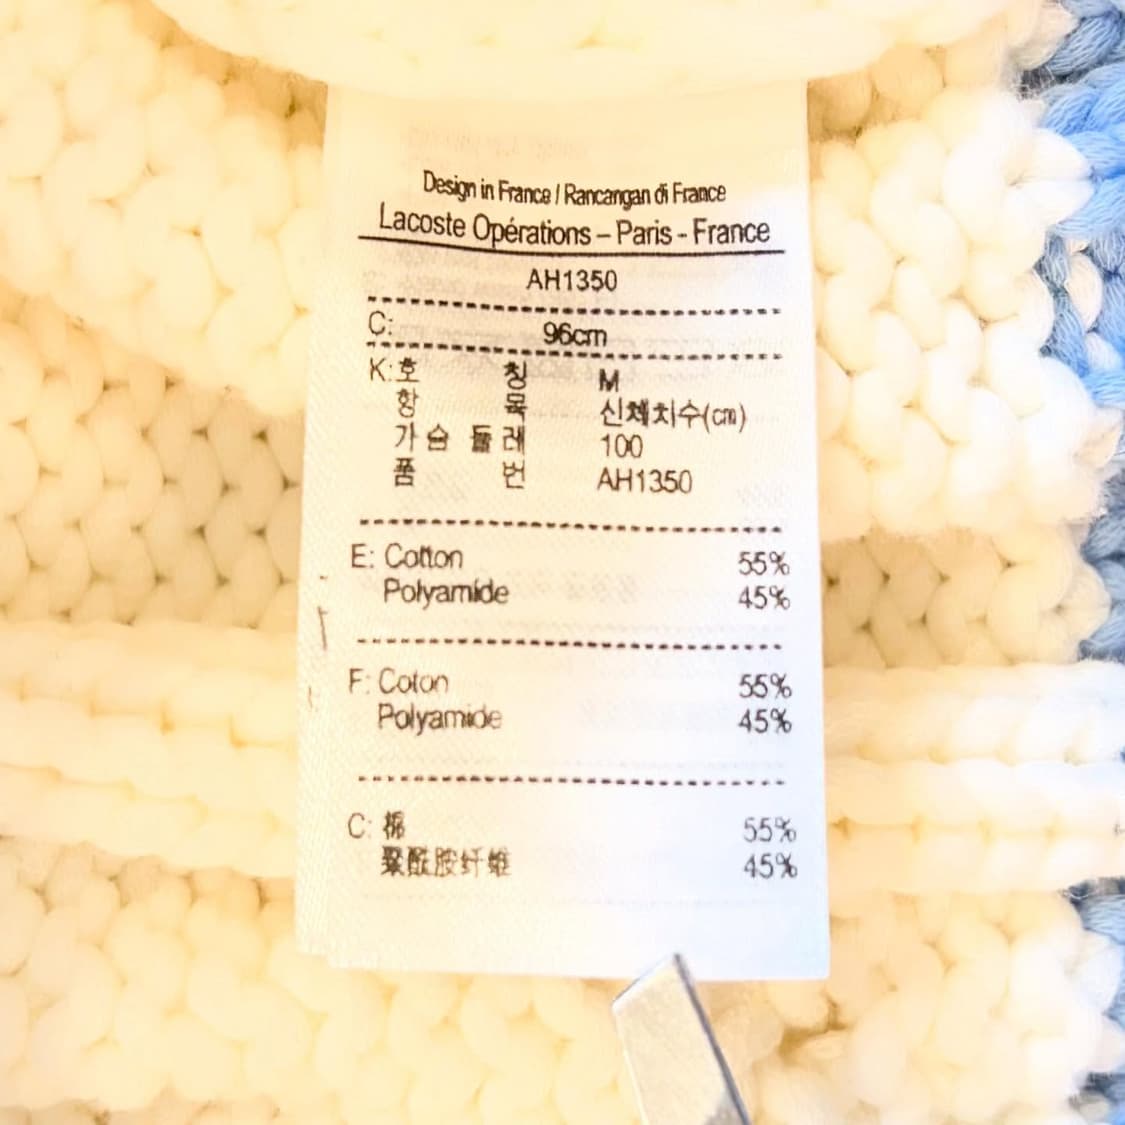 Design in France / Rancangan di France
Lacoste Opérations – Paris - France
AH1350
C: 96cm
K: 호 칭 M
항 목 신체치수(cm)
가슴 둘레 100
품 번 AH1350
E: Cotton 55%
Polyamide 45%
F: Coton 55%
Polyamide 45%
C: 棉 55%
聚酰胺纤维 45%